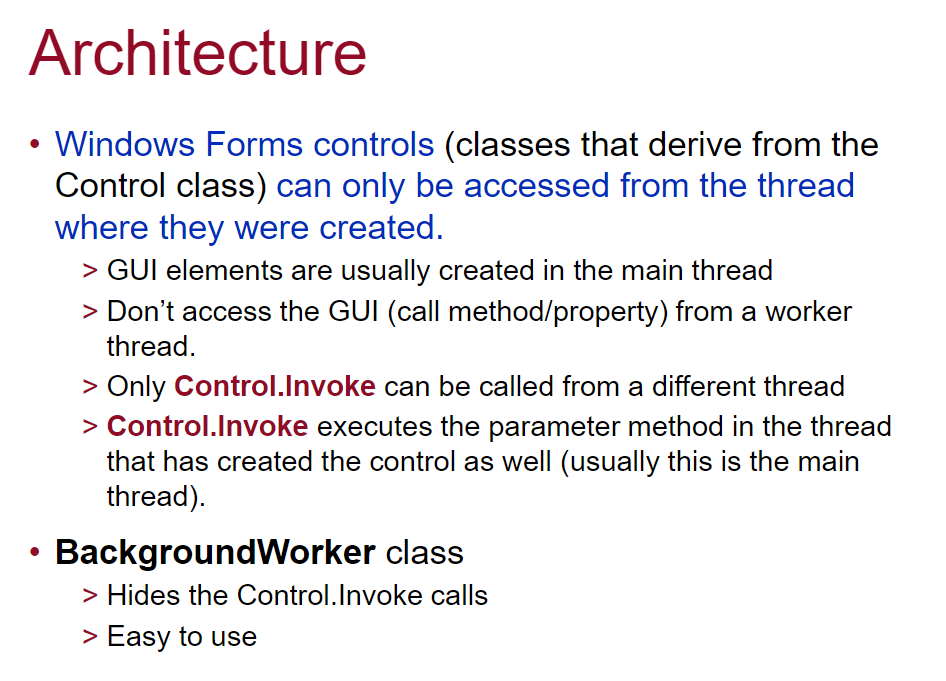 Architecture
• Windows Forms controls (classes that derive from the
Control class) can only be accessed from the thread
where they were created.
> GUI elements are usually created in the main thread
> Don’t access the GUI (call method/property) from a worker
thread.
> Only Control.Invoke can be called from a different thread
> Control.Invoke executes the parameter method in the thread
that has created the control as well (usually this is the main
thread).
• BackgroundWorker class
> Hides the Control.Invoke calls
> Easy to use